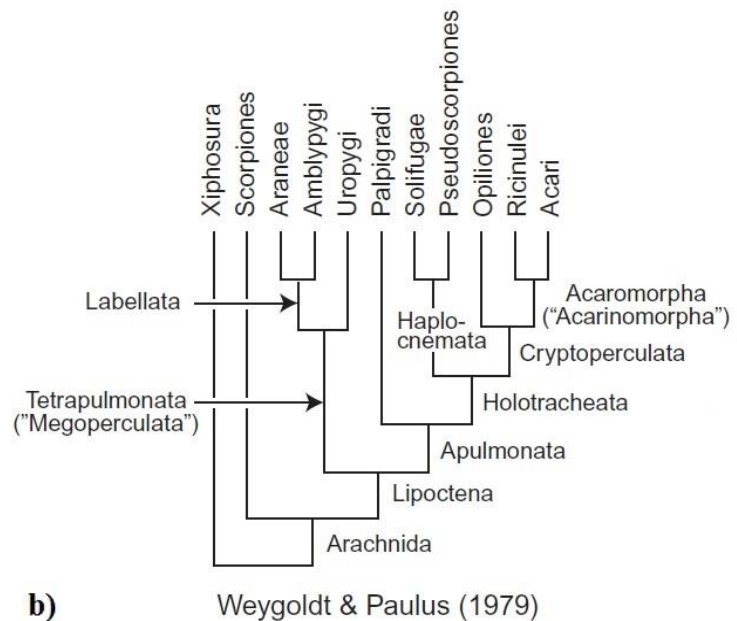 Xiphosura
Scorpiones
Araneae
Amblypygi
Uropygi
Palpigradi
Solifugae
Pseudoscorpiones
Opiliones
Ricinulei
Acari
Labellata
Haplo-
cnemata
Acaromorpha
("Acarinomorpha")
Cryptoperculata
Tetrapulmonata
("Megoperculata")
Holotracheata
Apulmonata
Lipoctena
Arachnida
b) Weygoldt & Paulus (1979)